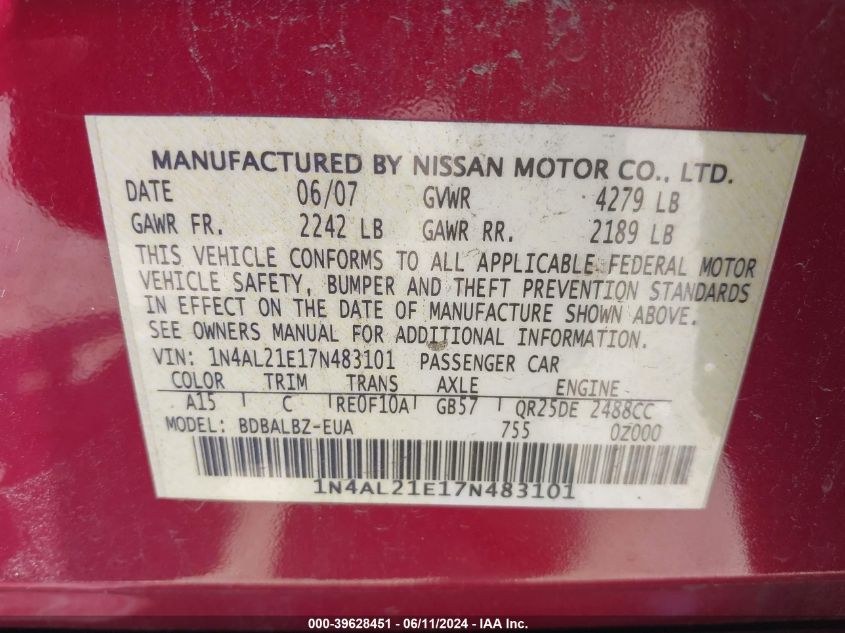 MANUFACTURED BY NISSAN MOTOR CO., LTD.
DATE 06/07 GVWR 4279 LB
GAWR FR. 2242 LB GAWR RR. 2189 LB
THIS VEHICLE CONFORMS TO ALL APPLICABLE FEDERAL MOTOR
VEHICLE SAFETY, BUMPER AND THEFT PREVENTION STANDARDS
IN EFFECT ON THE DATE OF MANUFACTURE SHOWN ABOVE.
SEE OWNERS MANUAL FOR ADDITIONAL INFORMATION.
VIN: 1N4AL21E17N483101 PASSENGER CAR
COLOR TRIM TRANS AXLE ENGINE
A15 C RE0F10A GB57 QR25DE 2488CC
MODEL: BDBALBZ-EUA 755 0Z000
1N4AL21E17N483101
000-39628451 - 06/11/2024 - IAA Inc.